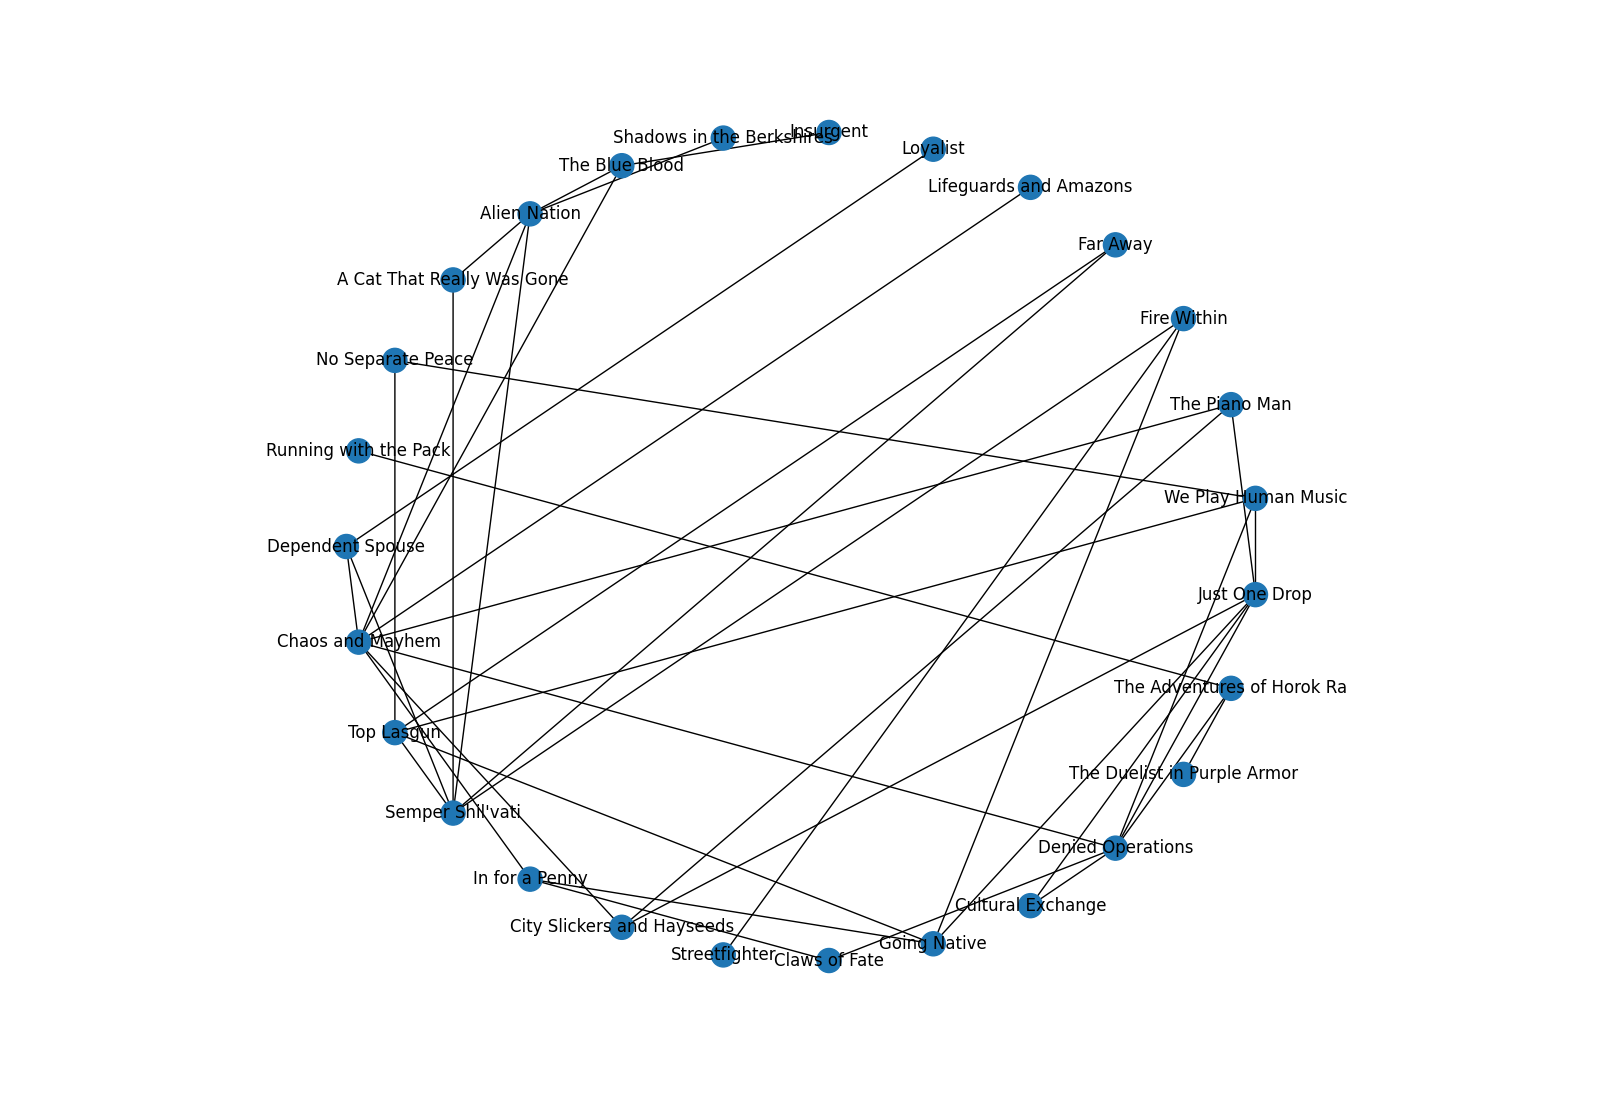 Insurgent
Shadows in the Berkshires
Loyalist
The Blue Blood
Lifeguards and Amazons
Alien Nation
Far Away
A Cat That Really Was Gone
Fire Within
No Separate Peace
The Piano Man
Running with the Pack
We Play Human Music
Dependent Spouse
Just One Drop
Chaos and Mayhem
The Adventures of Horok Ra
Top Lasgun
The Duelist in Purple Armor
Semper Shil'vati
Denied Operations
In for a Penny
Cultural Exchange
City Slickers and Hayseeds
Going Native
Streetfighter
Claws of Fate